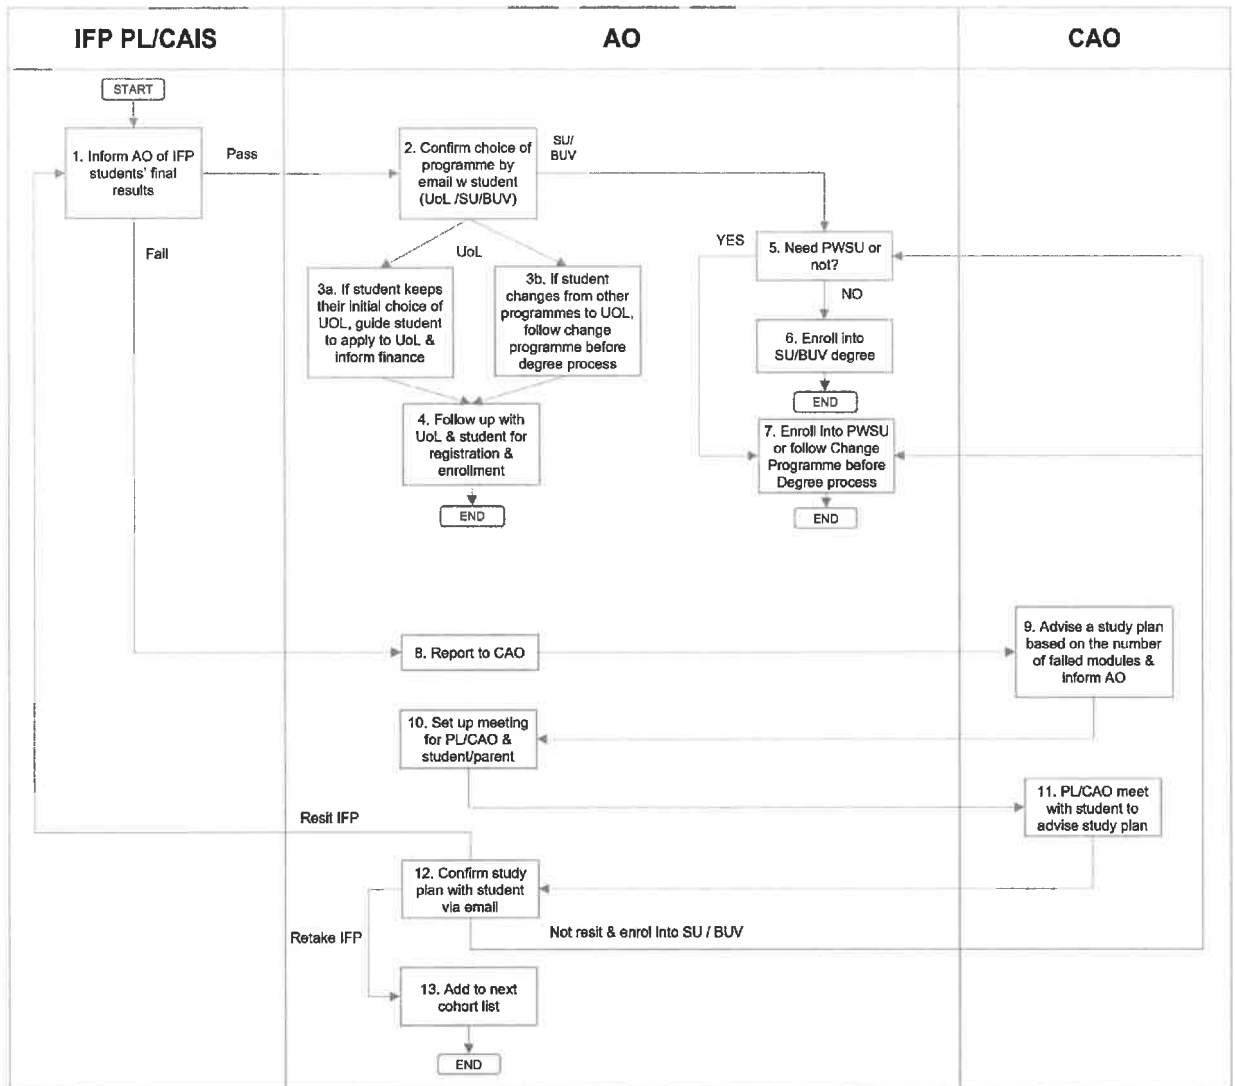 IFP PL/CAIS
AO
CAO
START
1. Inform AO of IFP
students' final
results
Pass
Fail
2. Confirm choice of
programme by
email w student
(UoL /SU/BUV)
SU/
BUV
UoL
3a. If student keeps
their initial choice of
UOL, guide student
to apply to UoL &
inform finance
3b. If student
changes from other
programmes to UOL,
follow change
programme before
degree process
4. Follow up with
UoL & student for
registration &
enrollment
END
YES
5. Need PWSU or
not?
NO
6. Enroll into
SU/BUV degree
END
7. Enroll into PWSU
or follow Change
Programme before
Degree process
END
8. Report to CAO
9. Advise a study plan
based on the number
of failed modules &
inform AO
10. Set up meeting
for PL/CAO &
student/parent
11. PL/CAO meet
with student to
advise study plan
Resit IFP
12. Confirm study
plan with student
via email
Retake IFP
Not resit & enrol into SU / BUV
13. Add to next
cohort list
END